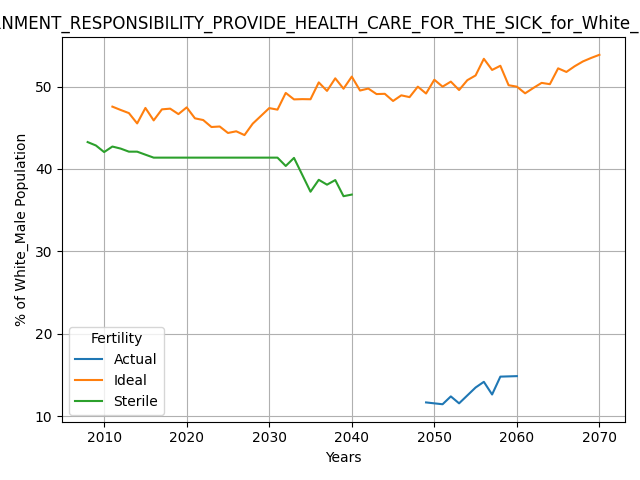 NMENT_RESPONSIBILITY_PROVIDE_HEALTH_CARE_FOR_THE_SICK_for_White_
% of White_Male Population
50
40
30
20
10
Fertility
Actual
Ideal
Sterile
2010 2020 2030 2040 2050 2060 2070
Years